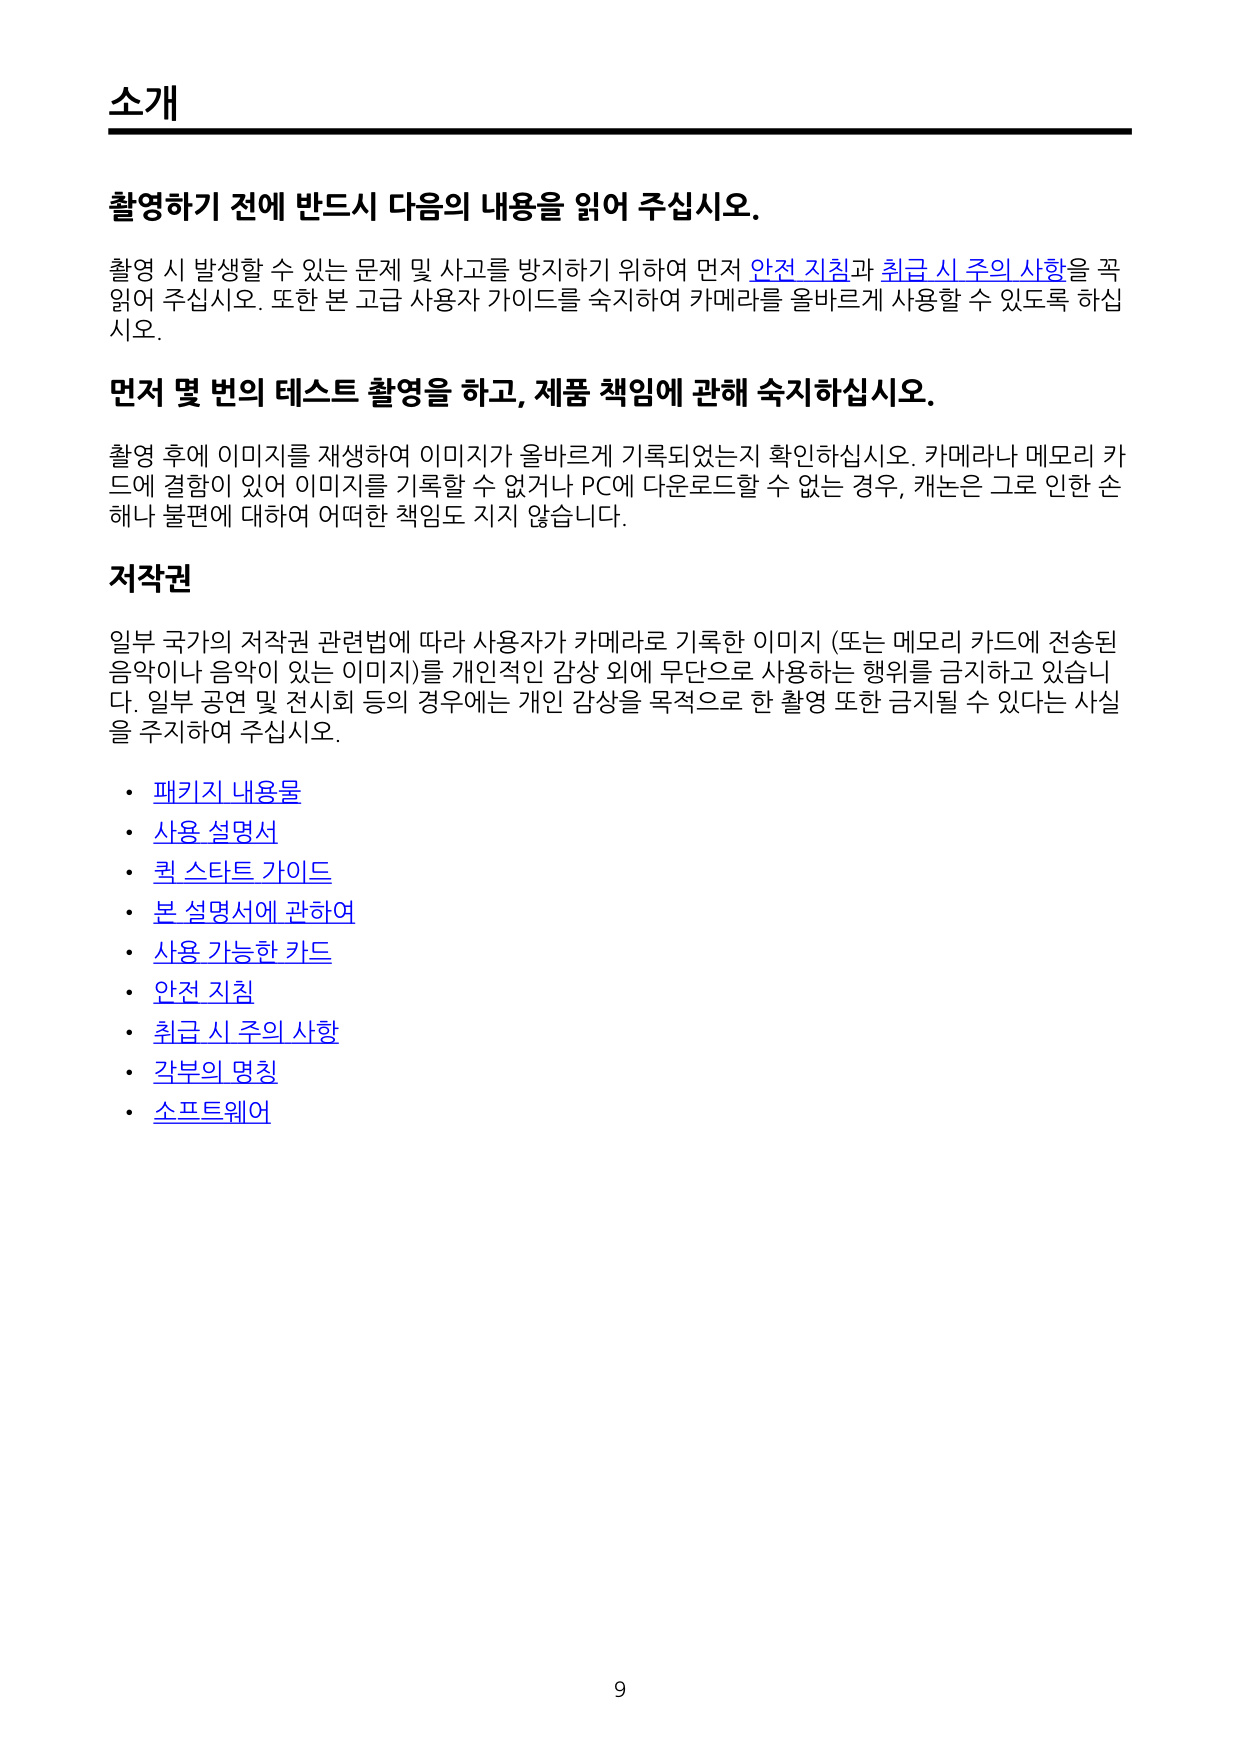 소개
촬영하기 전에 반드시 다음의 내용을 읽어 주십시오.
촬영 시 발생할 수 있는 문제 및 사고를 방지하기 위하여 먼저 안전 지침과 취급 시 주의 사항을 꼭
읽어 주십시오. 또한 본 고급 사용자 가이드를 숙지하여 카메라를 올바르게 사용할 수 있도록 하십
시오.
먼저 몇 번의 테스트 촬영을 하고, 제품 책임에 관해 숙지하십시오.
촬영 후에 이미지를 재생하여 이미지가 올바르게 기록되었는지 확인하십시오. 카메라나 메모리 카
드에 결함이 있어 이미지를 기록할 수 없거나 PC에 다운로드할 수 없는 경우, 캐논은 그로 인한 손
해나 불편에 대하여 어떠한 책임도 지지 않습니다.
저작권
일부 국가의 저작권 관련법에 따라 사용자가 카메라로 기록한 이미지 (또는 메모리 카드에 전송된
음악이나 음악이 있는 이미지)를 개인적인 감상 외에 무단으로 사용하는 행위를 금지하고 있습니
다. 일부 공연 및 전시회 등의 경우에는 개인 감상을 목적으로 한 촬영 또한 금지될 수 있다는 사실
을 주지하여 주십시오.
• 패키지 내용물
• 사용 설명서
• 퀵 스타트 가이드
• 본 설명서에 관하여
• 사용 가능한 카드
• 안전 지침
• 취급 시 주의 사항
• 각부의 명칭
• 소프트웨어
9